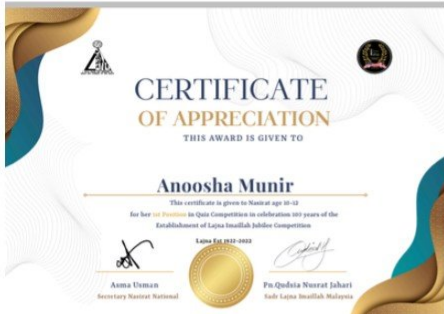 CERTIFICATE
OF APPRECIATION
THIS AWARD IS GIVEN TO
Anoosha Munir
This certificate is given to Nasirat age 10-12
for her 1st Position in Quiz Competition in celebration 100 years of the
Establishment of Lajna Imaillah Jubilee Competition
Lajna Est 1922-2022
Asma Usman
Secretary Nasirat National
Pn.Qudsia Nusrat Jahari
Sadr Lajna Imaillah Malaysia